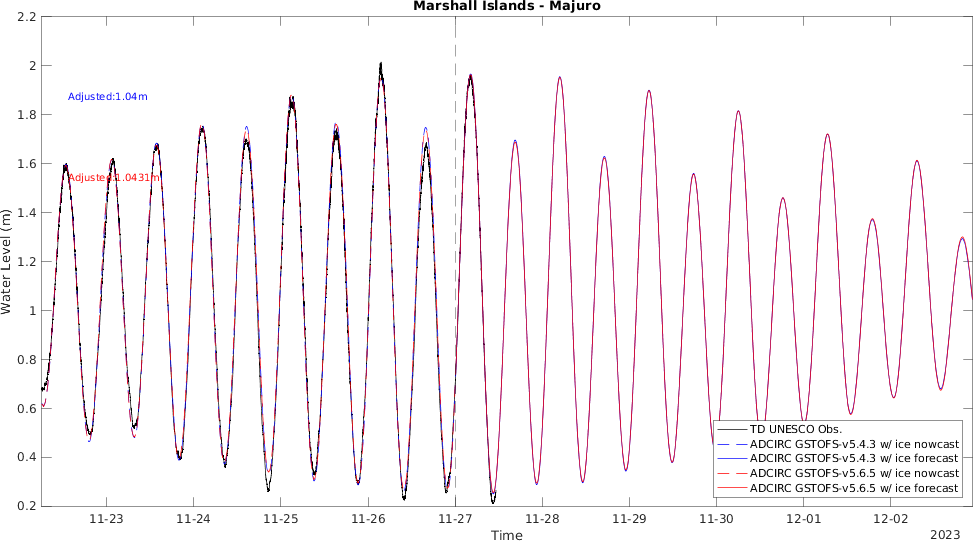 Marshall Islands - Majuro
2.2
2
1.8
1.6
1.4
1.2
1
0.8
0.6
0.4
0.2
Water Level (m)
Adjusted:1.04m
Adjusted:1.0431m
TD UNESCO Obs.
ADCIRC GSTOFS-v5.4.3 w/ ice nowcast
ADCIRC GSTOFS-v5.4.3 w/ ice forecast
ADCIRC GSTOFS-v5.6.5 w/ ice nowcast
ADCIRC GSTOFS-v5.6.5 w/ ice forecast
11-23 11-24 11-25 11-26 11-27 11-28 11-29 11-30 12-01 12-02
Time
2023